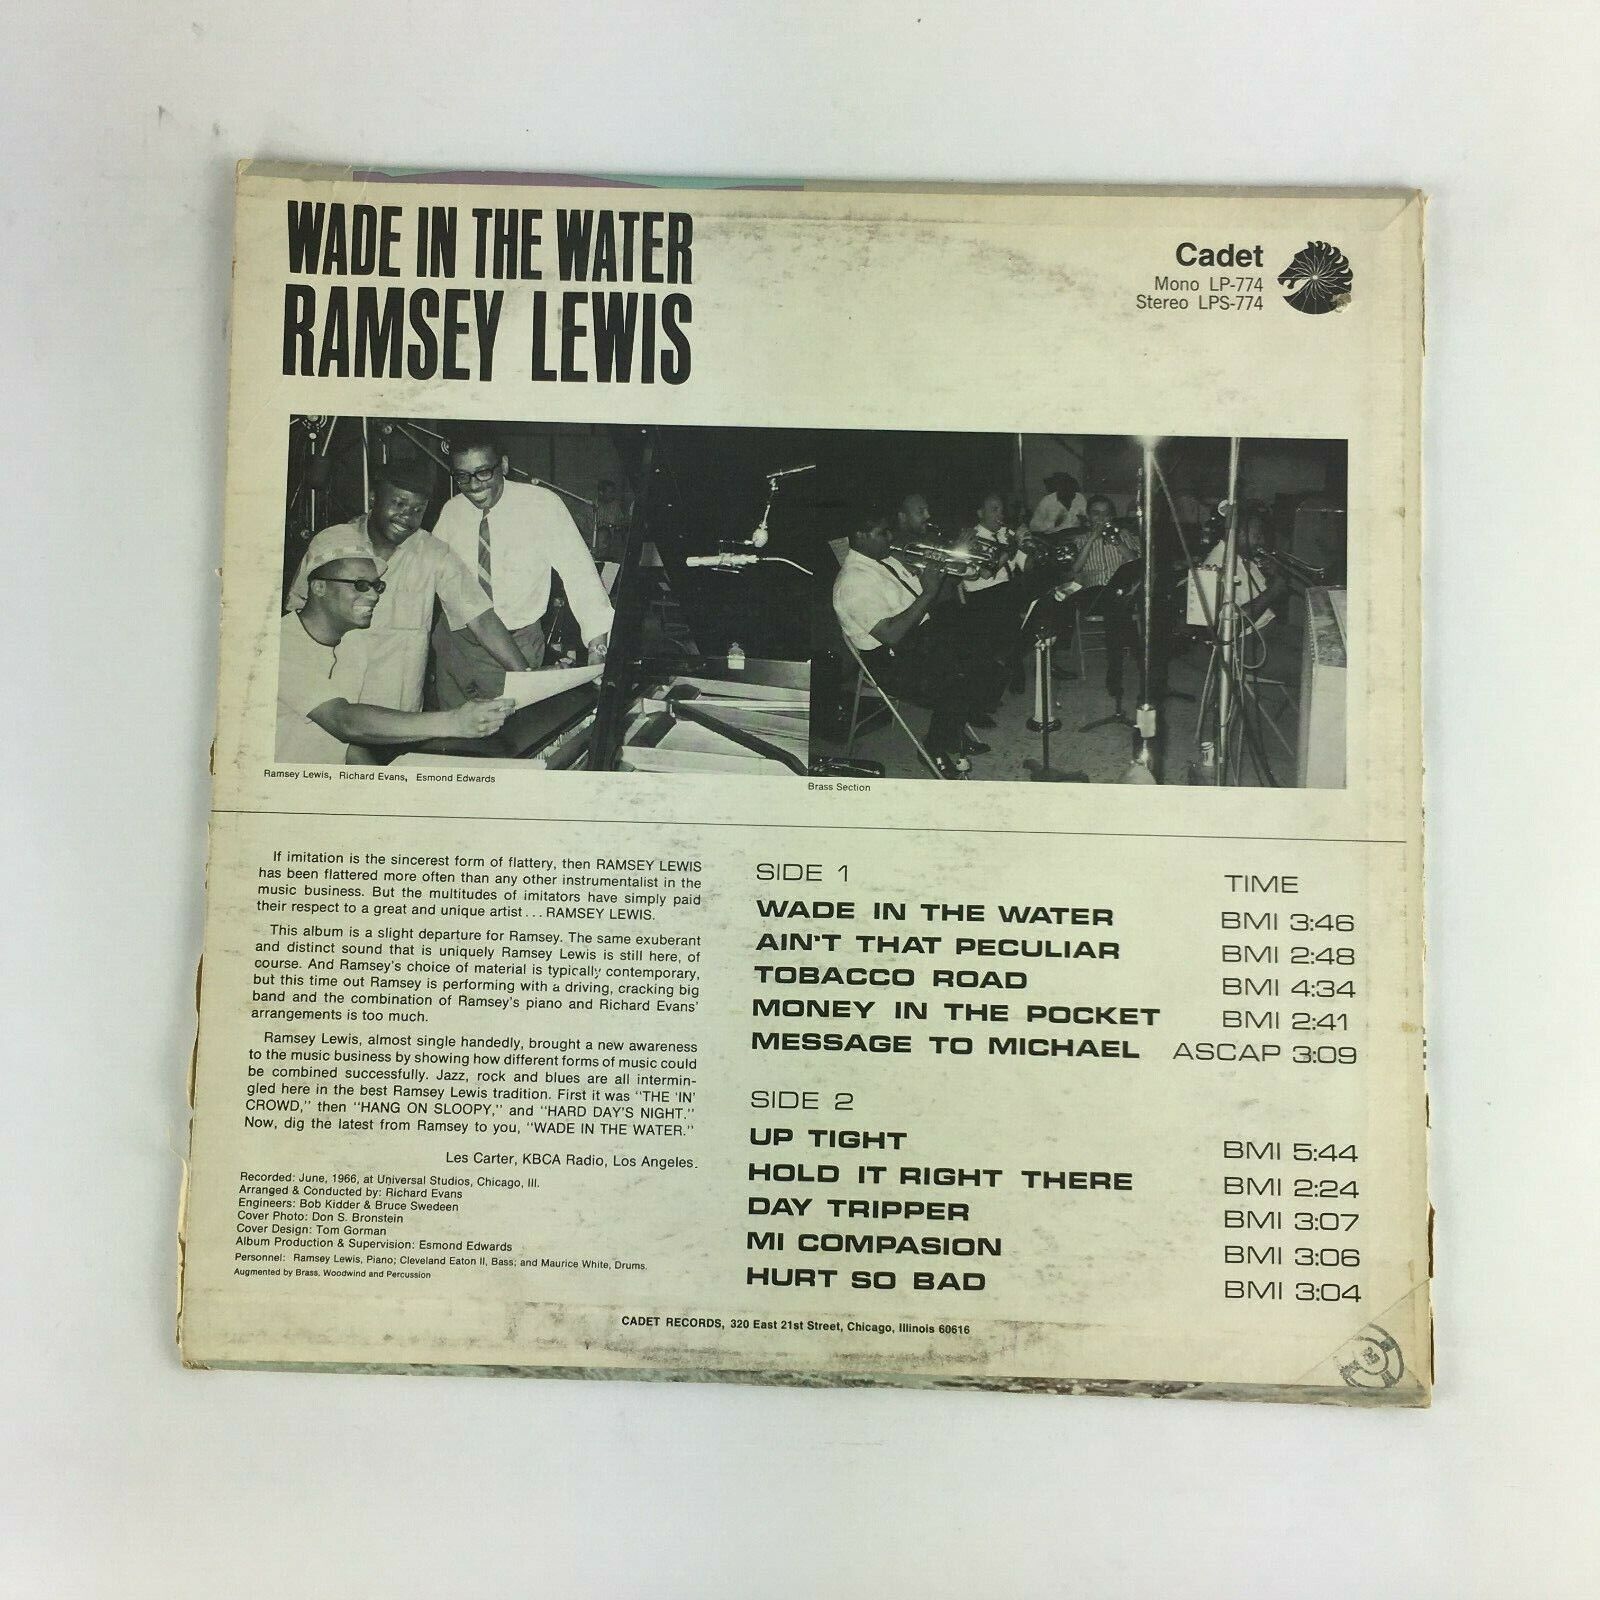 WADE IN THE WATER
RAMSEY LEWIS
Cadet
Mono LP-774
Stereo LPS-774
Ramsey Lewis, Richard Evans, Esmond Edwards
Brass Section
If imitation is the sincerest form of flattery, then RAMSEY LEWIS
has been flattered more often than any other instrumentalist in the
music business. But the multitudes of imitators have simply paid
their respect to a great and unique artist... RAMSEY LEWIS.
This album is a slight departure for Ramsey. The same exuberant
and distinct sound that is uniquely Ramsey Lewis is still here, of
course. And Ramsey's choice of material is typically contemporary,
but this time out Ramsey is performing with a driving, cracking big
band and the combination of Ramsey's piano and Richard Evans'
arrangements is too much.
Ramsey Lewis, almost single handedly, brought a new awareness
to the music business by showing how different forms of music could
be combined successfully. Jazz, rock and blues are all intermin-
gled here in the best Ramsey Lewis tradition. First it was "THE 'IN'
CROWD," then "HANG ON SLOOPY," and "HARD DAY'S NIGHT."
Now, dig the latest from Ramsey to you, "WADE IN THE WATER."
Les Carter, KBCA Radio, Los Angeles.
Recorded: June, 1966, at Universal Studios, Chicago, Ill.
Arranged & Conducted by: Richard Evans
Engineers: Bob Kidder & Bruce Swedeen
Cover Photo: Don S. Bronstein
Cover Design: Tom Gorman
Album Production & Supervision: Esmond Edwards
Personnel: Ramsey Lewis, Piano; Cleveland Eaton II, Bass; and Maurice White, Drums.
Augmented by Brass, Woodwind and Percussion
SIDE 1 TIME
WADE IN THE WATER BMI 3:46
AIN'T THAT PECULIAR BMI 2:48
TOBACCO ROAD BMI 4:34
MONEY IN THE POCKET BMI 2:41
MESSAGE TO MICHAEL ASCAP 3:09
SIDE 2
UP TIGHT BMI 5:44
HOLD IT RIGHT THERE BMI 2:24
DAY TRIPPER BMI 3:07
MI COMPASION BMI 3:06
HURT SO BAD BMI 3:04
CADET RECORDS, 320 East 21st Street, Chicago, Illinois 60616